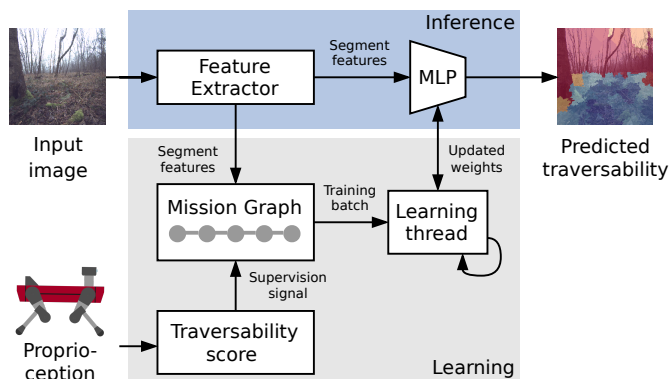 Inference
Segment
features
Feature
Extractor
MLP
Input
image
Predicted
traversability
Segment
features
Updated
weights
Training
batch
Mission Graph
Learning
thread
Supervision
signal
Proprio-
ception
Traversability
score
Learning